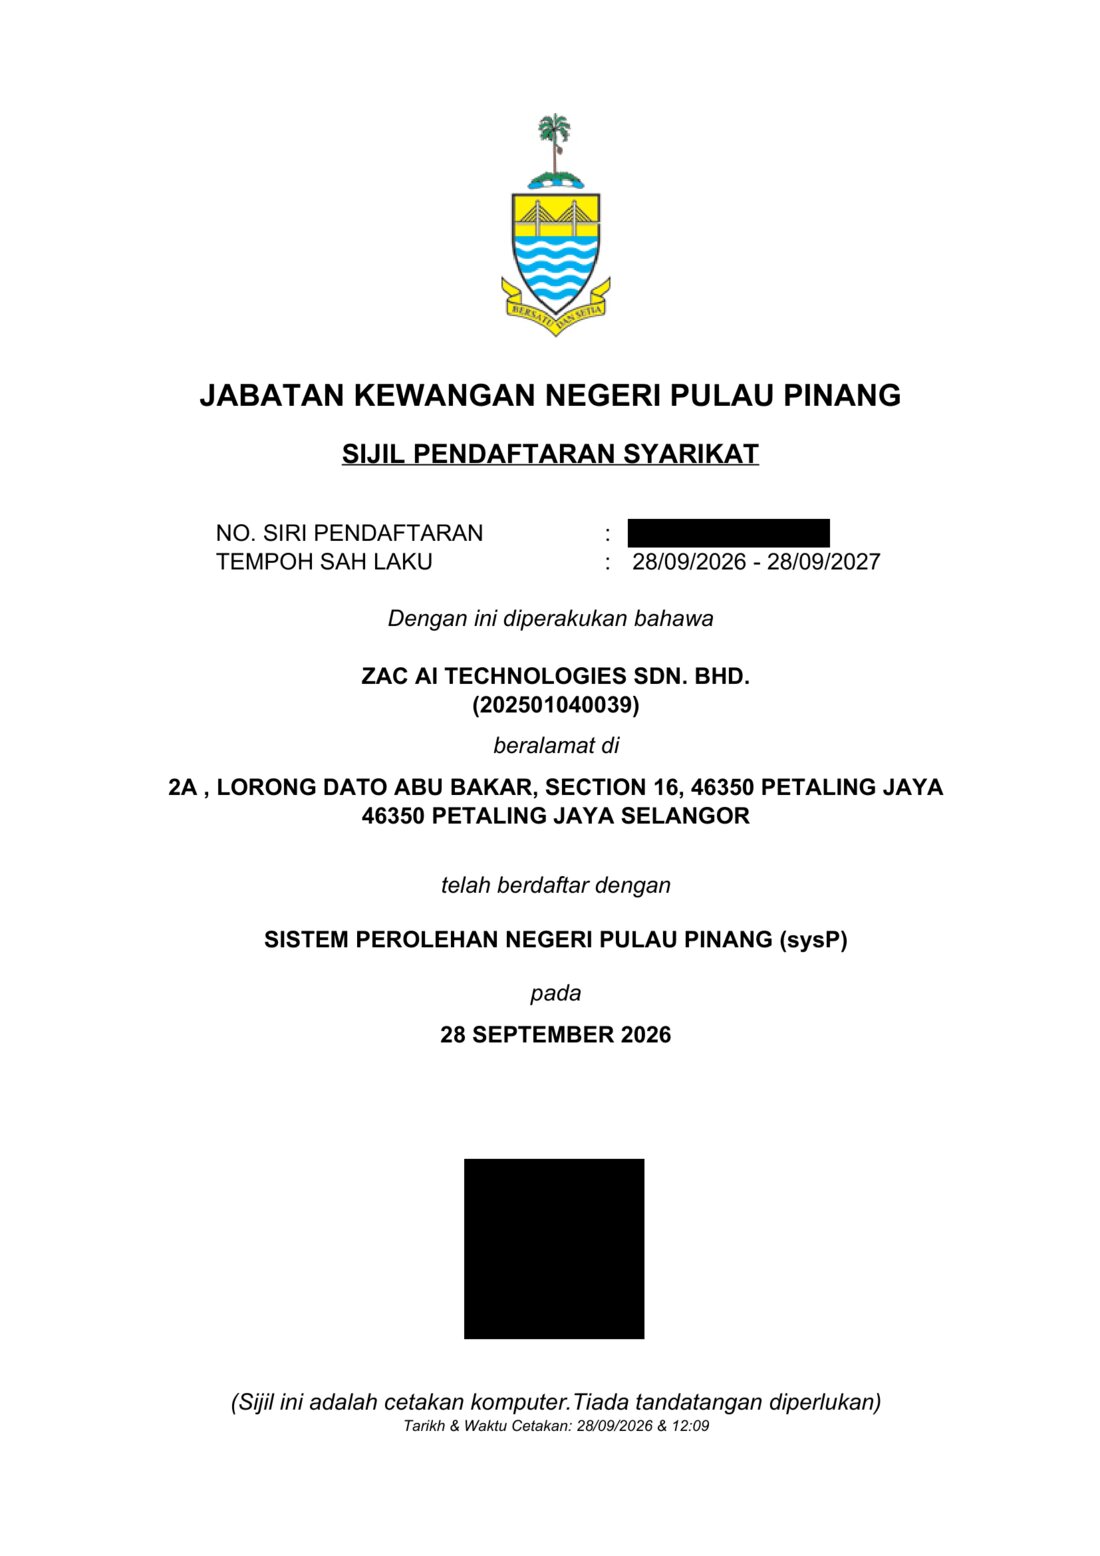 BERSATU DAN SETIA
JABATAN KEWANGAN NEGERI PULAU PINANG
SIJIL PENDAFTARAN SYARIKAT
NO. SIRI PENDAFTARAN :
TEMPOH SAH LAKU : 28/09/2026 - 28/09/2027
Dengan ini diperakukan bahawa
ZAC AI TECHNOLOGIES SDN. BHD.
(202501040039)
beralamat di
2A , LORONG DATO ABU BAKAR, SECTION 16, 46350 PETALING JAYA
46350 PETALING JAYA SELANGOR
telah berdaftar dengan
SISTEM PEROLEHAN NEGERI PULAU PINANG (sysP)
pada
28 SEPTEMBER 2026
(Sijil ini adalah cetakan komputer.Tiada tandatangan diperlukan)
Tarikh & Waktu Cetakan: 28/09/2026 & 12:09